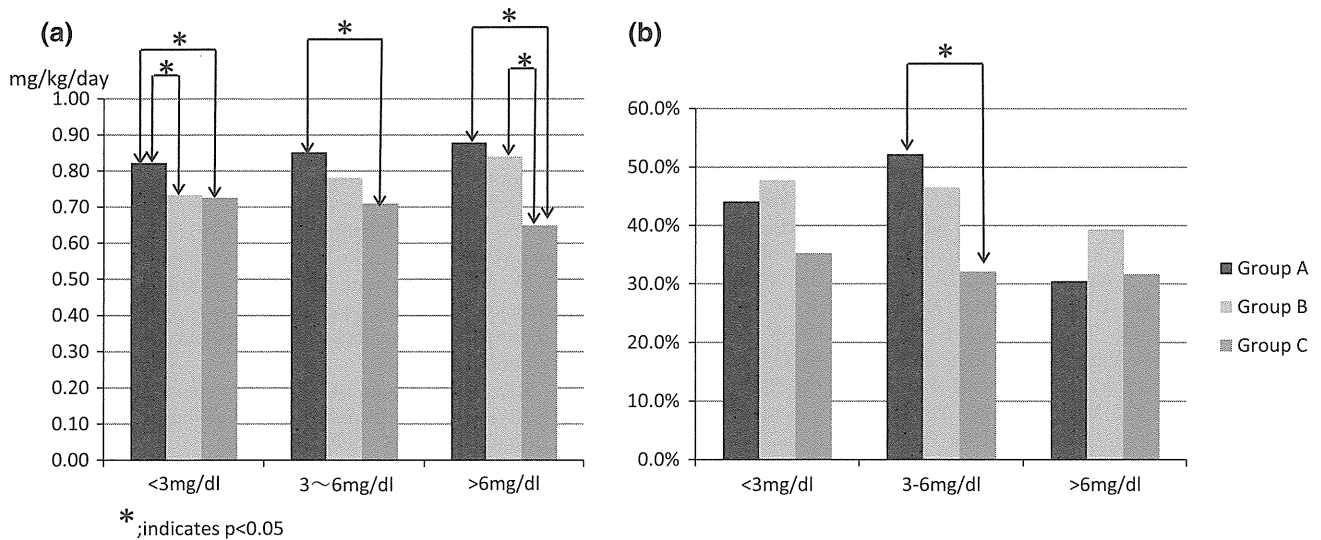 (a)
*
*
*
*
*
mg/kg/day
1.00
0.90
0.80
0.70
0.60
0.50
0.40
0.30
0.20
0.10
0.00
<3mg/dl
3～6mg/dl
>6mg/dl
*;indicates p<0.05
(b)
*
60.0%
50.0%
40.0%
30.0%
20.0%
10.0%
0.0%
<3mg/dl
3-6mg/dl
>6mg/dl
Group A
Group B
Group C